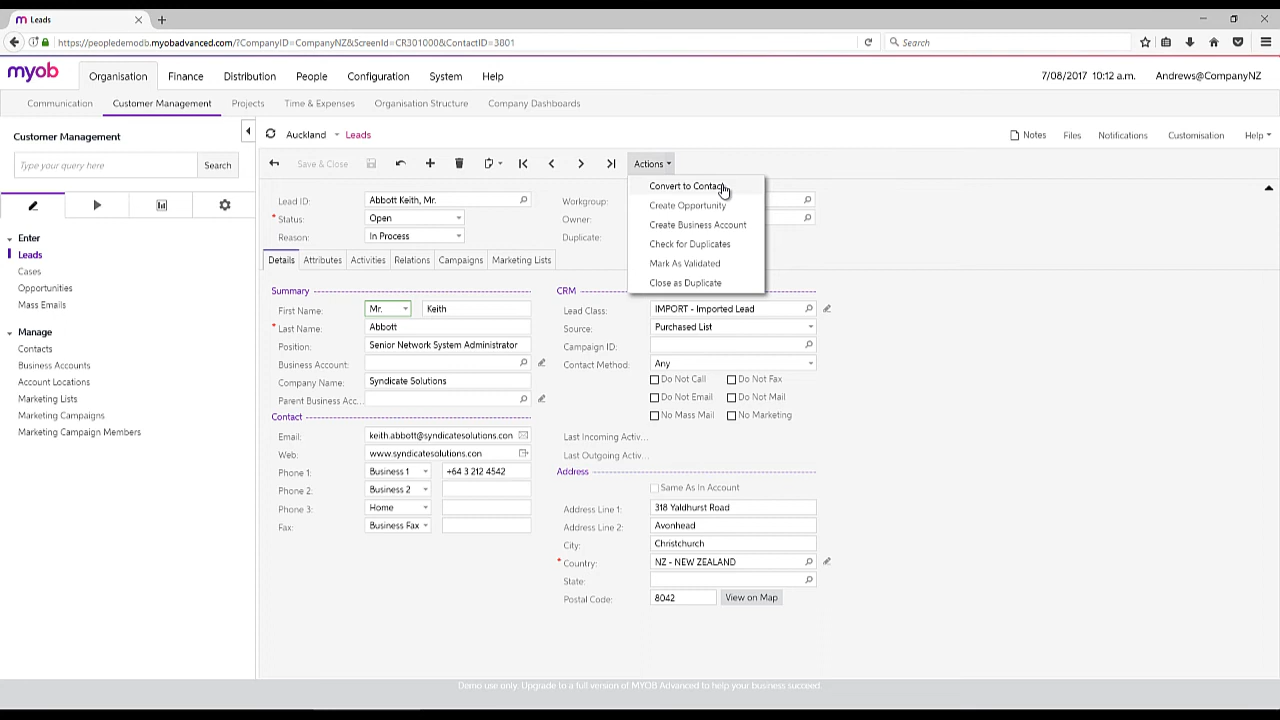 myob Leads
https://peopledemodb.myobadvanced.com/?CompanyID=CompanyNZ&ScreenId=CR301000&ContactID=3801
Search
myob
Organisation Finance Distribution People Configuration System Help
7/08/2017 10:12 a.m. Andrews@CompanyNZ
Communication Customer Management Projects Time & Expenses Organisation Structure Company Dashboards
Customer Management
Auckland Leads
Notes Files Notifications Customisation Help
Type your query here Search
Save & Close Actions
Convert to Contact
Create Opportunity
Create Business Account
Check for Duplicates
Mark As Validated
Close as Duplicate
Enter
Leads
Cases
Opportunities
Mass Emails
Manage
Contacts
Business Accounts
Account Locations
Marketing Lists
Marketing Campaigns
Marketing Campaign Members
Lead ID: Abbott Keith, Mr.
* Status: Open
Reason: In Process
Workgroup:
Owner:
Duplicate:
Details Attributes Activities Relations Campaigns Marketing Lists
Summary
First Name: Mr. Keith
* Last Name: Abbott
Position: Senior Network System Administrator
Business Account:
Company Name: Syndicate Solutions
Parent Business Acc...
Contact
Email: keith.abbott@syndicatesolutions.con
Web: www.syndicatesolutions.com
Phone 1: Business 1 +64 3 212 4542
Phone 2: Business 2
Phone 3: Home
Fax: Business Fax
CRM
Lead Class: IMPORT - Imported Lead
Source: Purchased List
Campaign ID:
Contact Method: Any
Do Not Call Do Not Fax
Do Not Email Do Not Mail
No Mass Mail No Marketing
Last Incoming Activ...
Last Outgoing Activ...
Address
Same As In Account
Address Line 1: 318 Yaldhurst Road
Address Line 2: Avonhead
City: Christchurch
* Country: NZ - NEW ZEALAND
State:
Postal Code: 8042 View on Map
Demo use only. Upgrade to a full version of MYOB Advanced to help your business succeed.